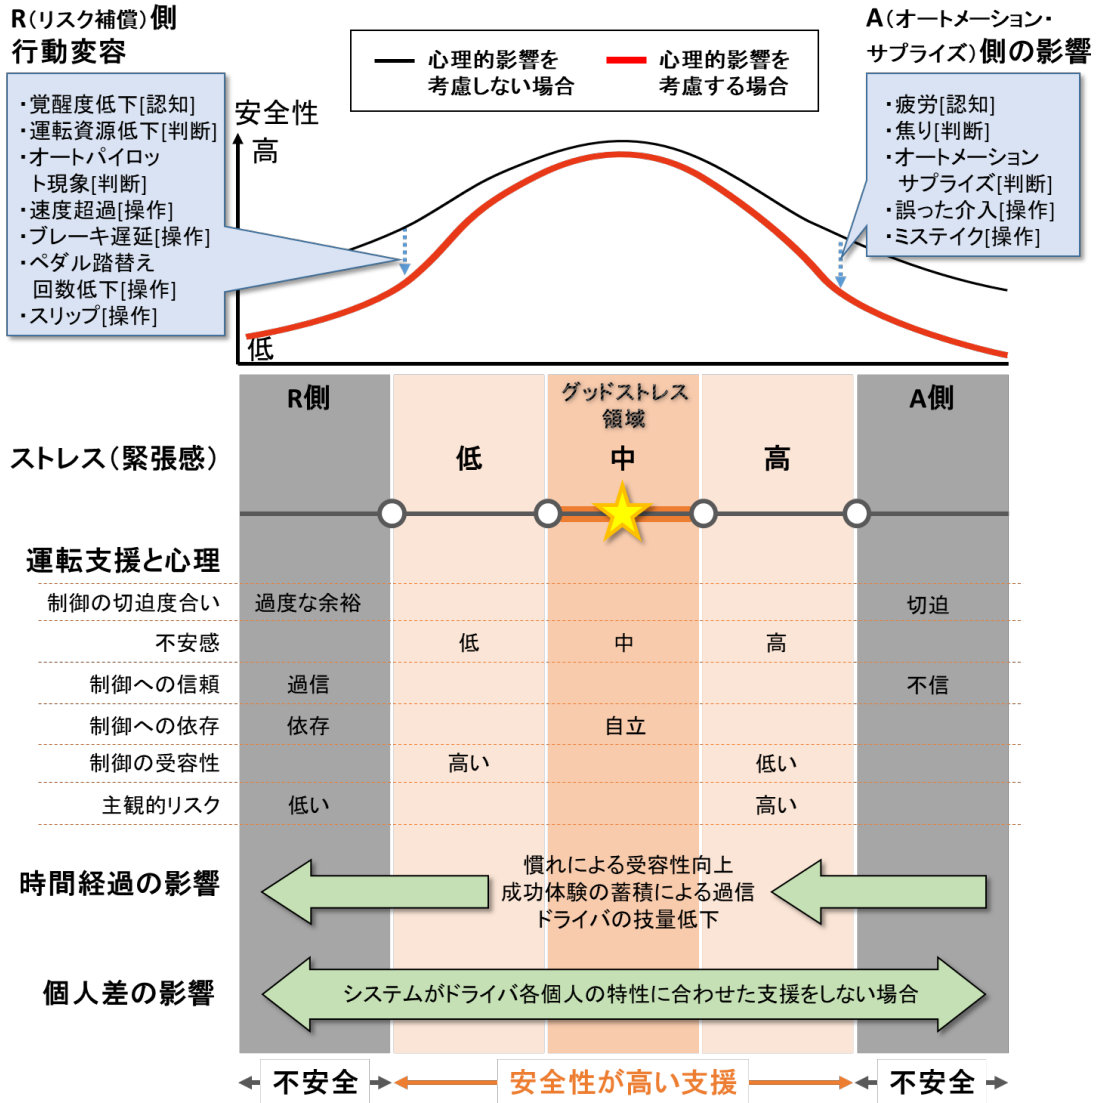 R（リスク補償）側
行動変容
・覚醒度低下[認知]
・運転資源低下[判断]
・オートパイロッ
ト現象[判断]
・速度超過[操作]
・ブレーキ遅延[操作]
・ペダル踏替え
回数低下[操作]
・スリップ[操作]
心理的影響を
考慮しない場合
心理的影響を
考慮する場合
A（オートメーション・
サプライズ）側の影響
・疲労[認知]
・焦り[判断]
・オートメーション
サプライズ[判断]
・誤った介入[操作]
・ミステイク[操作]
安全性
高
低
R側
グッドストレス
領域
A側
ストレス（緊張感）
低
中
高
運転支援と心理
制御の切迫度合い
過度な余裕
切迫
不安感
低
中
高
制御への信頼
過信
不信
制御への依存
依存
自立
制御の受容性
高い
低い
主観的リスク
低い
高い
時間経過の影響
慣れによる受容性向上
成功体験の蓄積による過信
ドライバの技量低下
個人差の影響
システムがドライバ各個人の特性に合わせた支援をしない場合
不安全
安全性が高い支援
不安全